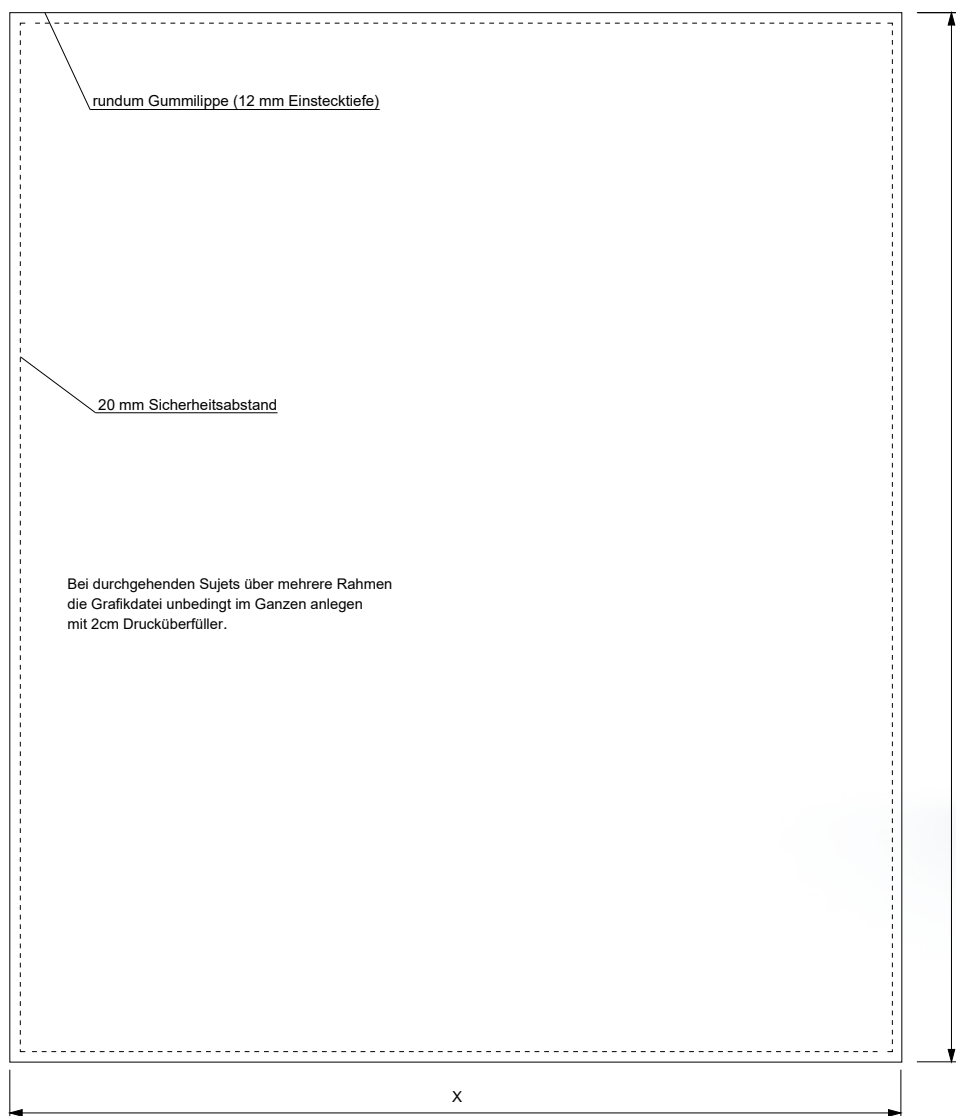 rundum Gummilippe (12 mm Einstecktiefe)
20 mm Sicherheitsabstand
Bei durchgehenden Sujets über mehrere Rahmen
die Grafikdatei unbedingt im Ganzen anlegen
mit 2cm Drucküberfüller.
X